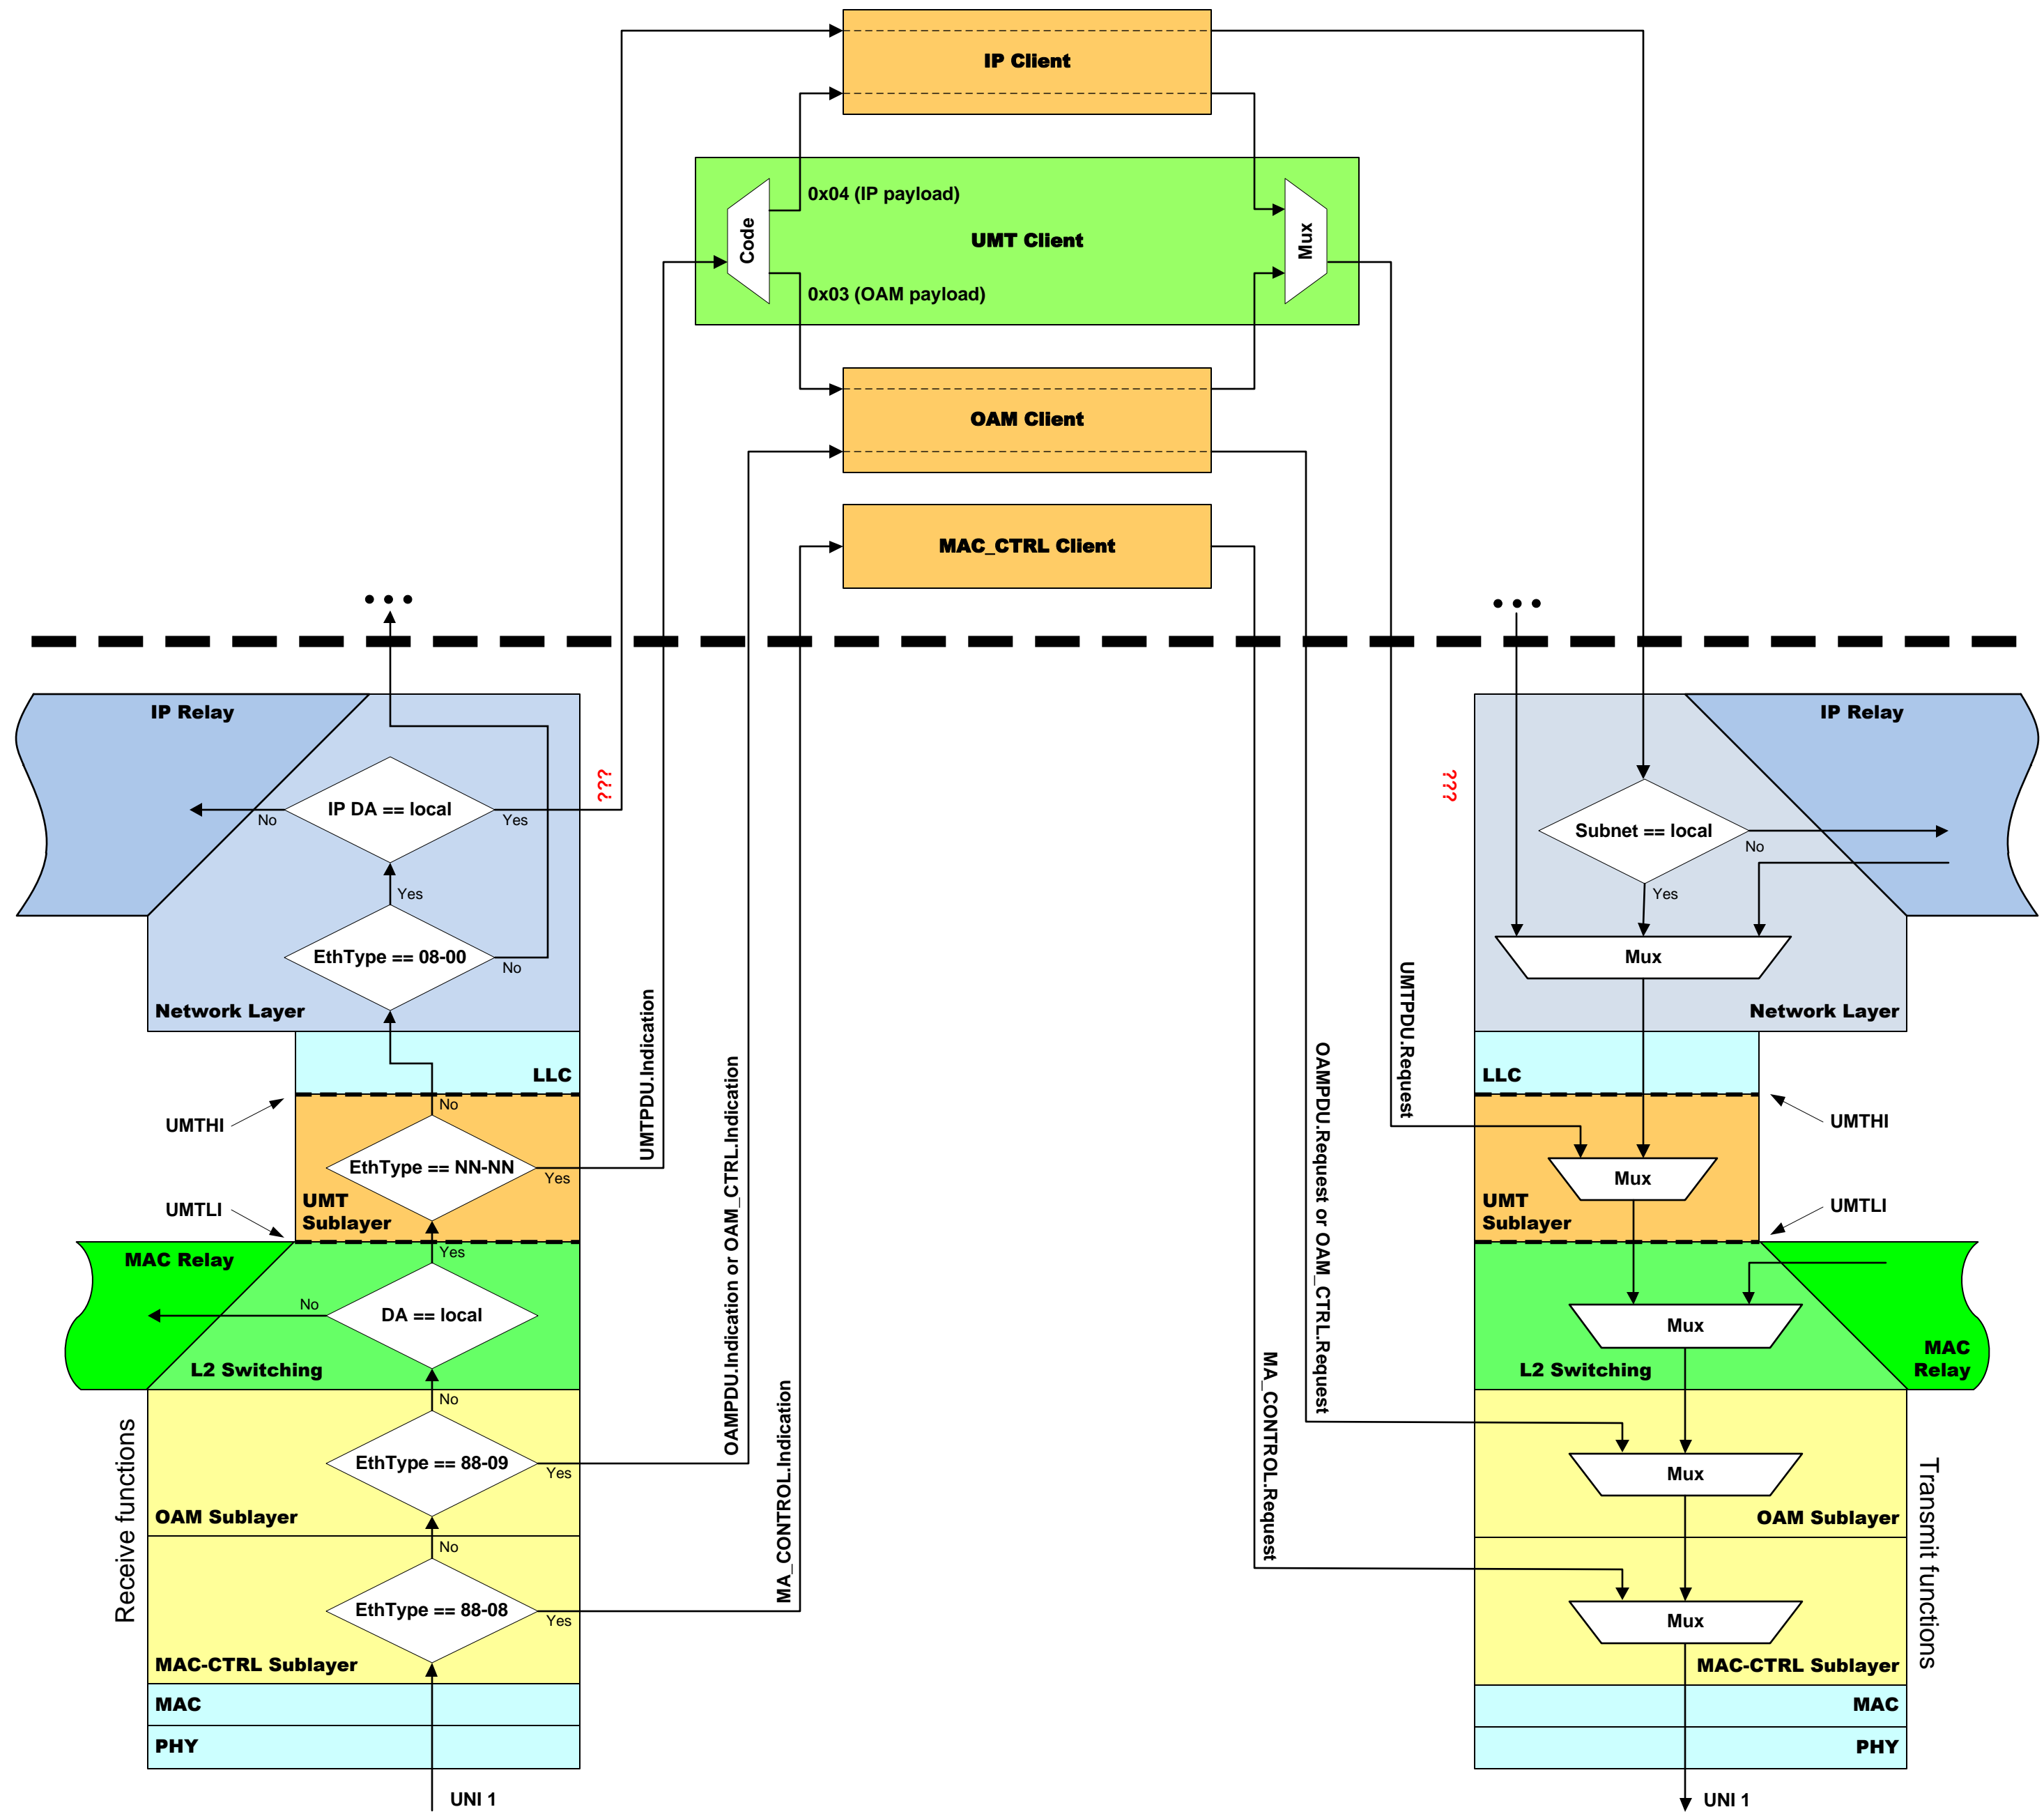 IP Client
0x04 (IP payload)
Code
UMT Client
Mux
0x03 (OAM payload)
OAM Client
MAC_CTRL Client
•••
•••
IP Relay
IP Relay
???
???
IP DA == local
No
Yes
Subnet == local
No
Yes
Yes
EthType == 08-00
No
Mux
Network Layer
Network Layer
UMTPDU.Indication
UMTPDU.Request
LLC
LLC
UMTHI
No
UMTHI
OAMPDU.Indication or OAM_CTRL.Indication
OAMPDU.Request or OAM_CTRL.Request
EthType == NN-NN
Yes
Mux
UMTLI
UMT
Sublayer
UMT
Sublayer
UMTLI
MAC Relay
Yes
No
DA == local
Mux
MAC
Relay
L2 Switching
L2 Switching
MA_CONTROL.Indication
MA_CONTROL.Request
No
Receive functions
EthType == 88-09
Yes
Mux
Transmit functions
OAM Sublayer
OAM Sublayer
No
EthType == 88-08
Yes
Mux
MAC-CTRL Sublayer
MAC-CTRL Sublayer
MAC
MAC
PHY
PHY
UNI 1
UNI 1